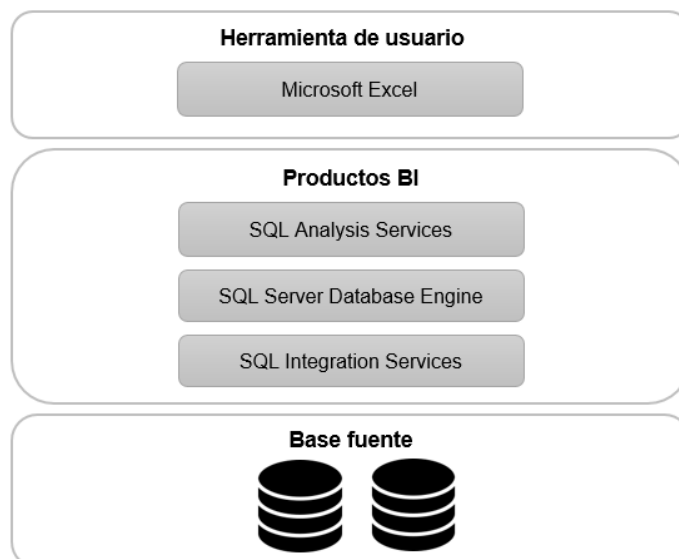 Herramienta de usuario
Microsoft Excel
Productos BI
SQL Analysis Services
SQL Server Database Engine
SQL Integration Services
Base fuente